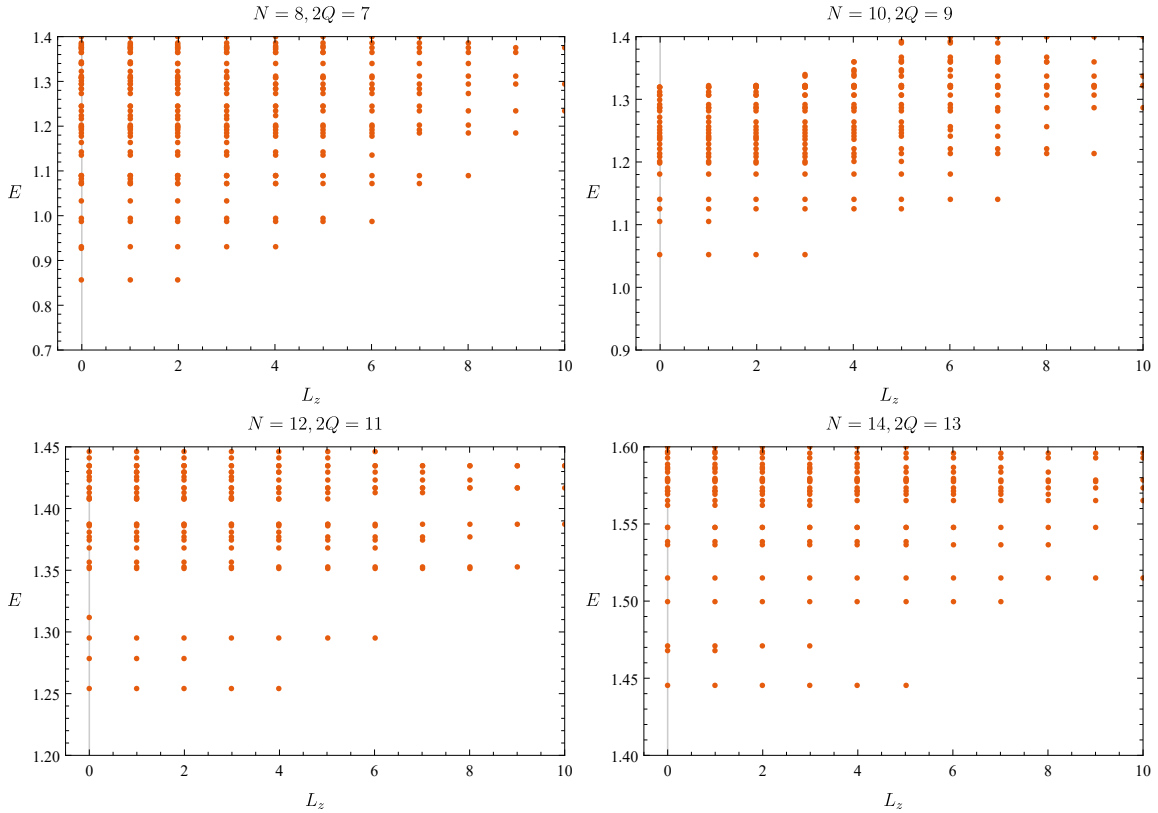 N = 8, 2Q = 7
1.4
1.3
1.2
1.1
1.0
0.9
0.8
0.7
E
0 2 4 6 8 10
L_z
N = 10, 2Q = 9
1.4
1.3
1.2
1.1
1.0
0.9
E
0 2 4 6 8 10
L_z
N = 12, 2Q = 11
1.45
1.40
1.35
1.30
1.25
1.20
E
0 2 4 6 8 10
L_z
N = 14, 2Q = 13
1.60
1.55
1.50
1.45
1.40
E
0 2 4 6 8 10
L_z